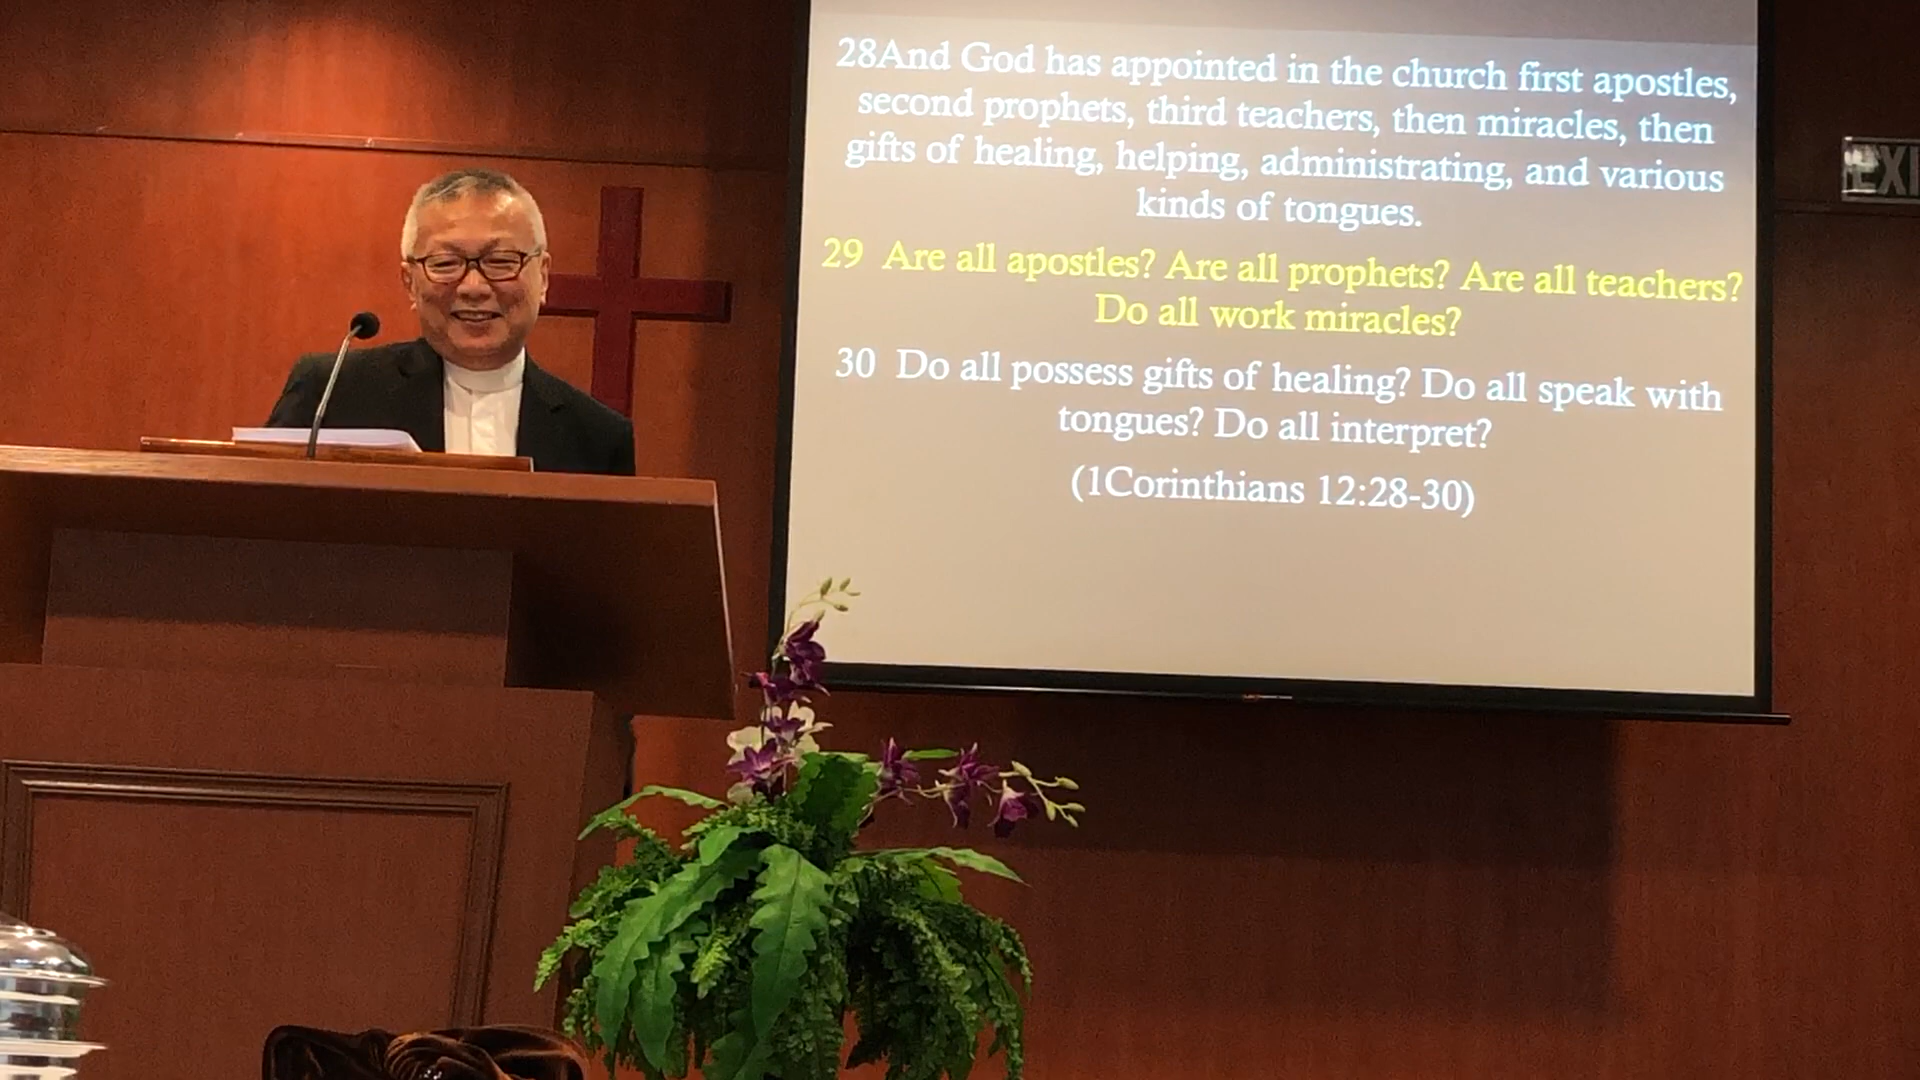 28And God has appointed in the church first apostles,
second prophets, third teachers, then miracles, then
gifts of healing, helping, administrating, and various
kinds of tongues.
29 Are all apostles? Are all prophets? Are all teachers?
Do all work miracles?
30 Do all possess gifts of healing? Do all speak with
tongues? Do all interpret?
(1Corinthians 12:28-30)
EXI